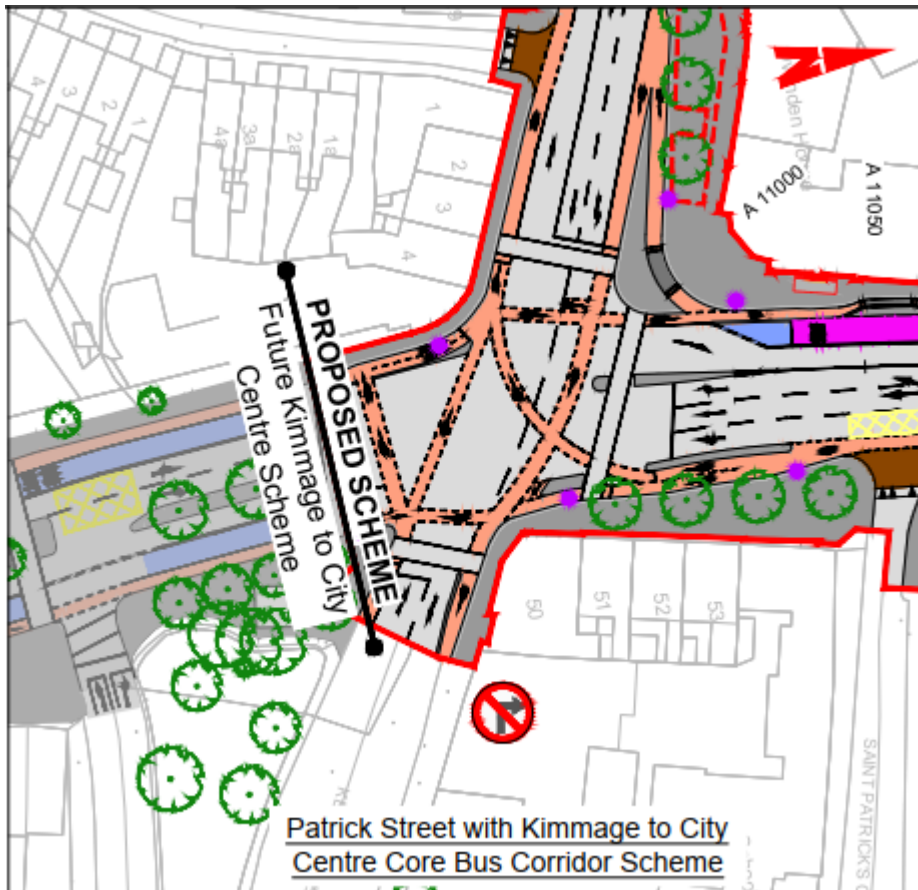 4
3
2
1
4a
3a
2a
1a
1
2
3
4
N
A 11000
A 11050
PROPOSED SCHEME
Future Kimmage to City
Centre Scheme
50
51
52
53
SAINT PATRICK'S
Patrick Street with Kimmage to City
Centre Core Bus Corridor Scheme